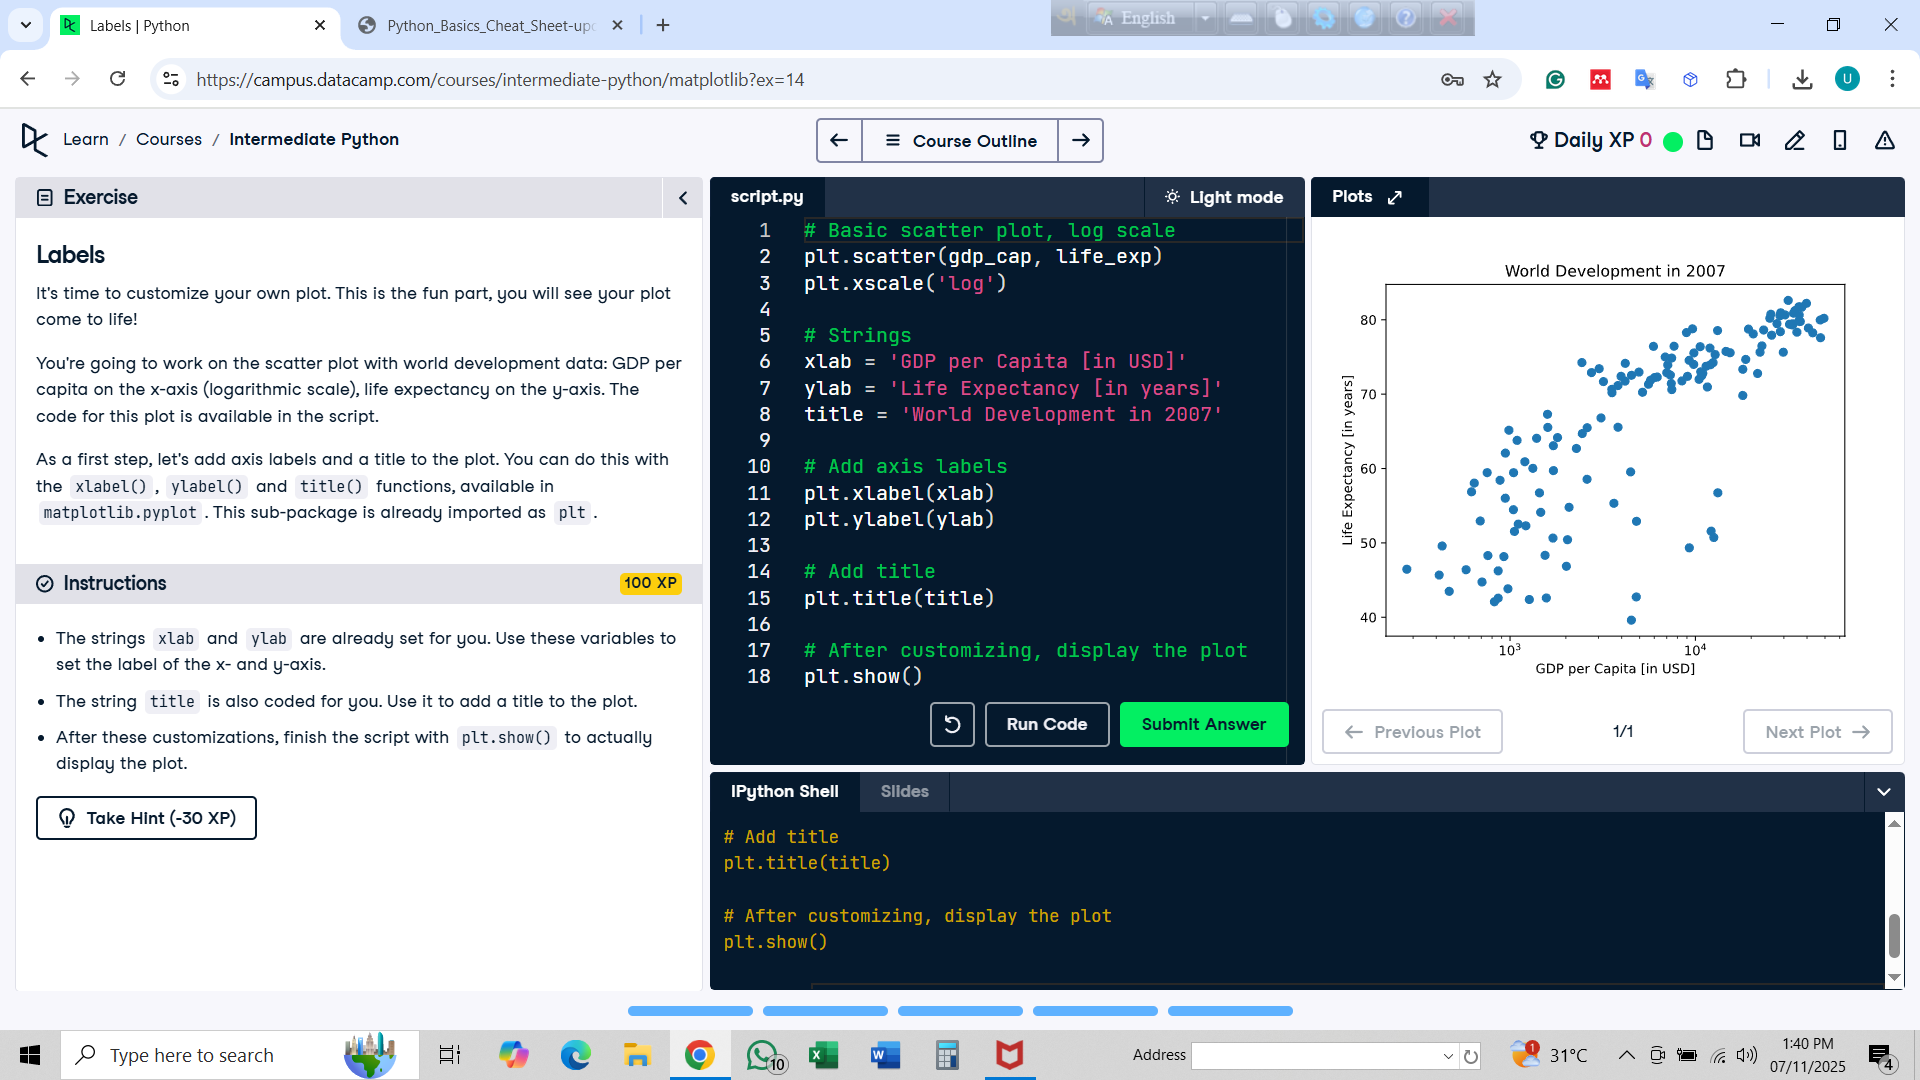 Labels | Python
Python_Basics_Cheat_Sheet-upd
English
https://campus.datacamp.com/courses/intermediate-python/matplotlib?ex=14
U
Learn / Courses / Intermediate Python
Course Outline
Daily XP 0
Exercise
Labels
It's time to customize your own plot. This is the fun part, you will see your plot
come to life!
You're going to work on the scatter plot with world development data: GDP per
capita on the x-axis (logarithmic scale), life expectancy on the y-axis. The
code for this plot is available in the script.
As a first step, let's add axis labels and a title to the plot. You can do this with
the xlabel() , ylabel() and title() functions, available in
matplotlib.pyplot . This sub-package is already imported as plt .
Instructions
100 XP
• The strings xlab and ylab are already set for you. Use these variables to
set the label of the x- and y-axis.
• The string title is also coded for you. Use it to add a title to the plot.
• After these customizations, finish the script with plt.show() to actually
display the plot.
Take Hint (-30 XP)
script.py
Light mode
1 # Basic scatter plot, log scale
2 plt.scatter(gdp_cap, life_exp)
3 plt.xscale('log')
4
5 # Strings
6 xlab = 'GDP per Capita [in USD]'
7 ylab = 'Life Expectancy [in years]'
8 title = 'World Development in 2007'
9
10 # Add axis labels
11 plt.xlabel(xlab)
12 plt.ylabel(ylab)
13
14 # Add title
15 plt.title(title)
16
17 # After customizing, display the plot
18 plt.show()
Run Code
Submit Answer
Plots
World Development in 2007
Life Expectancy [in years]
80
70
60
50
40
10³ 10⁴
GDP per Capita [in USD]
Previous Plot
1/1
Next Plot
IPython Shell
Slides
# Add title
plt.title(title)
# After customizing, display the plot
plt.show()
Type here to search
10
Address
1
31°C
1:40 PM
07/11/2025
4